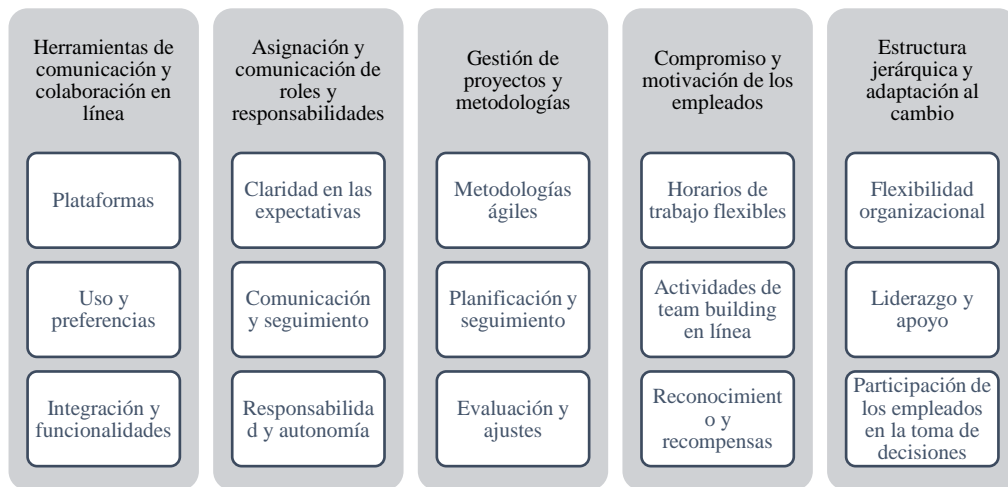 Herramientas de
comunicación y
colaboración en
línea
Plataformas
Uso y
preferencias
Integración y
funcionalidades
Asignación y
comunicación de
roles y
responsabilidades
Claridad en las
expectativas
Comunicación
y seguimiento
Responsabilida
d y autonomía
Gestión de
proyectos y
metodologías
Metodologías
ágiles
Planificación y
seguimiento
Evaluación y
ajustes
Compromiso y
motivación de los
empleados
Horarios de
trabajo flexibles
Actividades de
team building
en línea
Reconocimient
o y
recompensas
Estructura
jerárquica y
adaptación al
cambio
Flexibilidad
organizacional
Liderazgo y
apoyo
Participación de
los empleados
en la toma de
decisiones